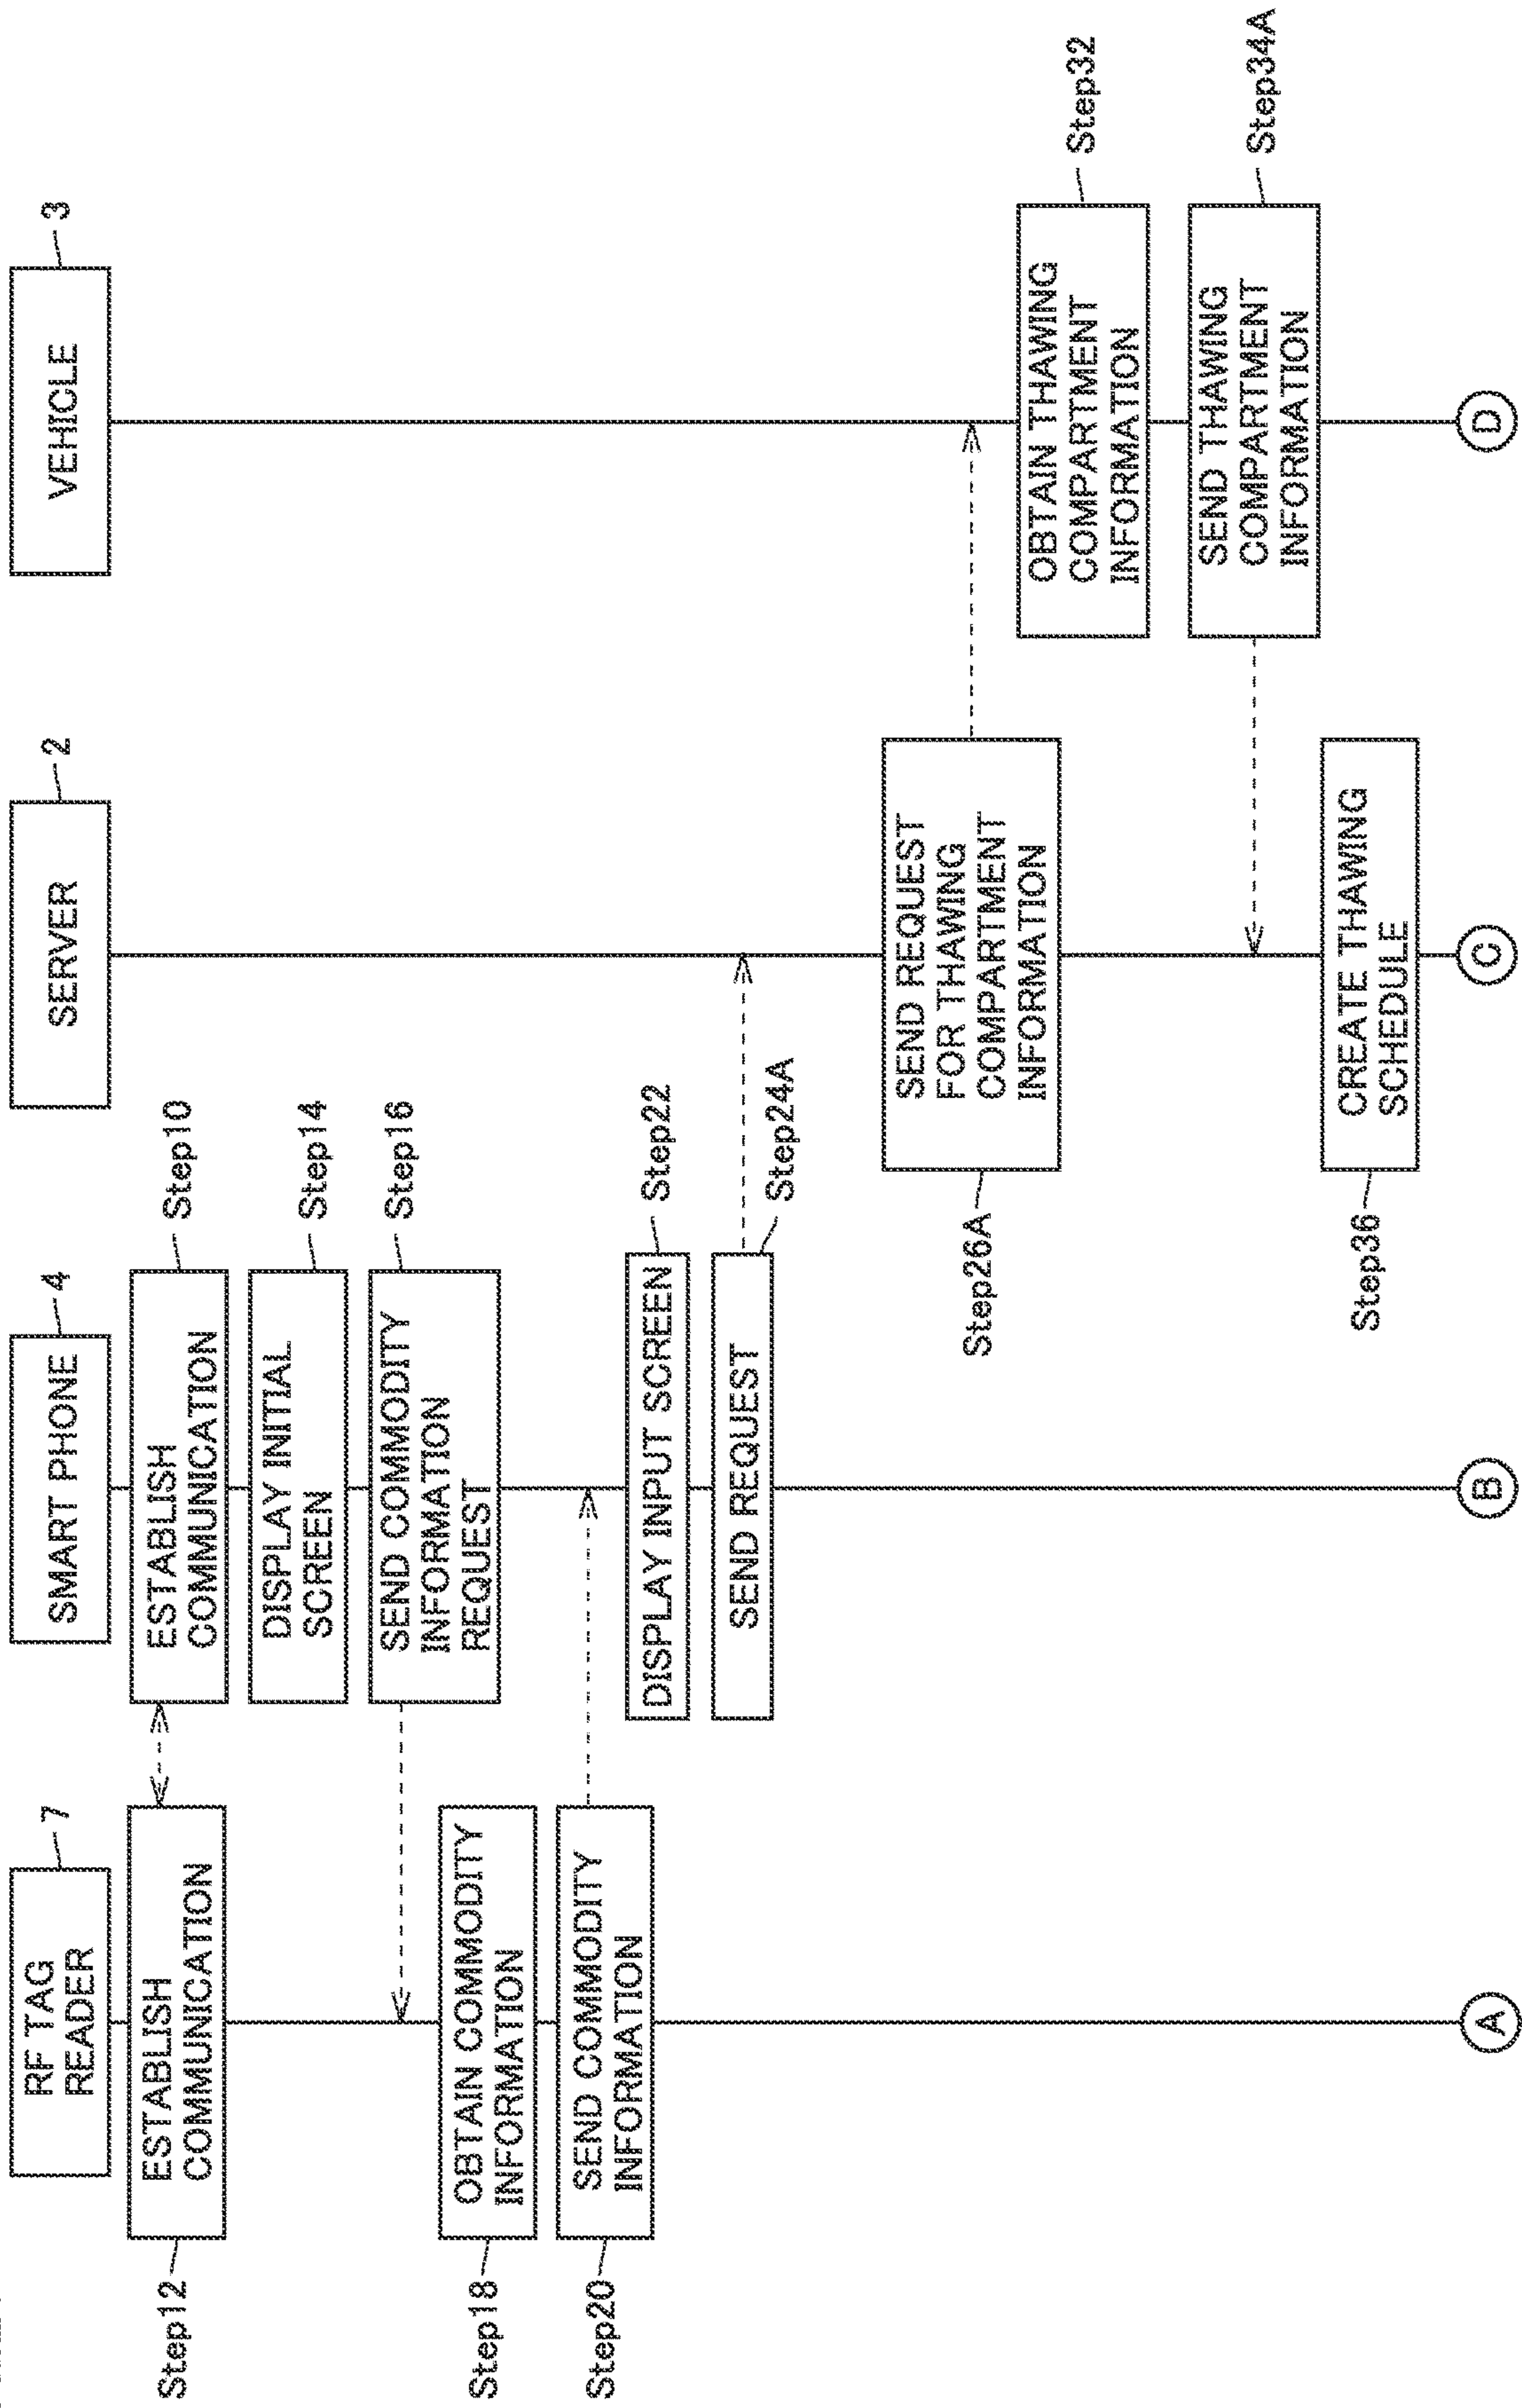 RF TAG
READER
7
SMART PHONE
4
SERVER
2
VEHICLE
3
Step12
ESTABLISH
COMMUNICATION
ESTABLISH
COMMUNICATION
Step10
DISPLAY INITIAL
SCREEN
Step14
SEND COMMODITY
INFORMATION
REQUEST
Step16
Step18
OBTAIN COMMODITY
INFORMATION
Step20
SEND COMMODITY
INFORMATION
DISPLAY INPUT SCREEN
Step22
SEND REQUEST
Step24A
Step26A
SEND REQUEST
FOR THAWING
COMPARTMENT
INFORMATION
OBTAIN THAWING
COMPARTMENT
INFORMATION
Step32
SEND THAWING
COMPARTMENT
INFORMATION
Step34A
Step36
CREATE THAWING
SCHEDULE
A
B
C
D